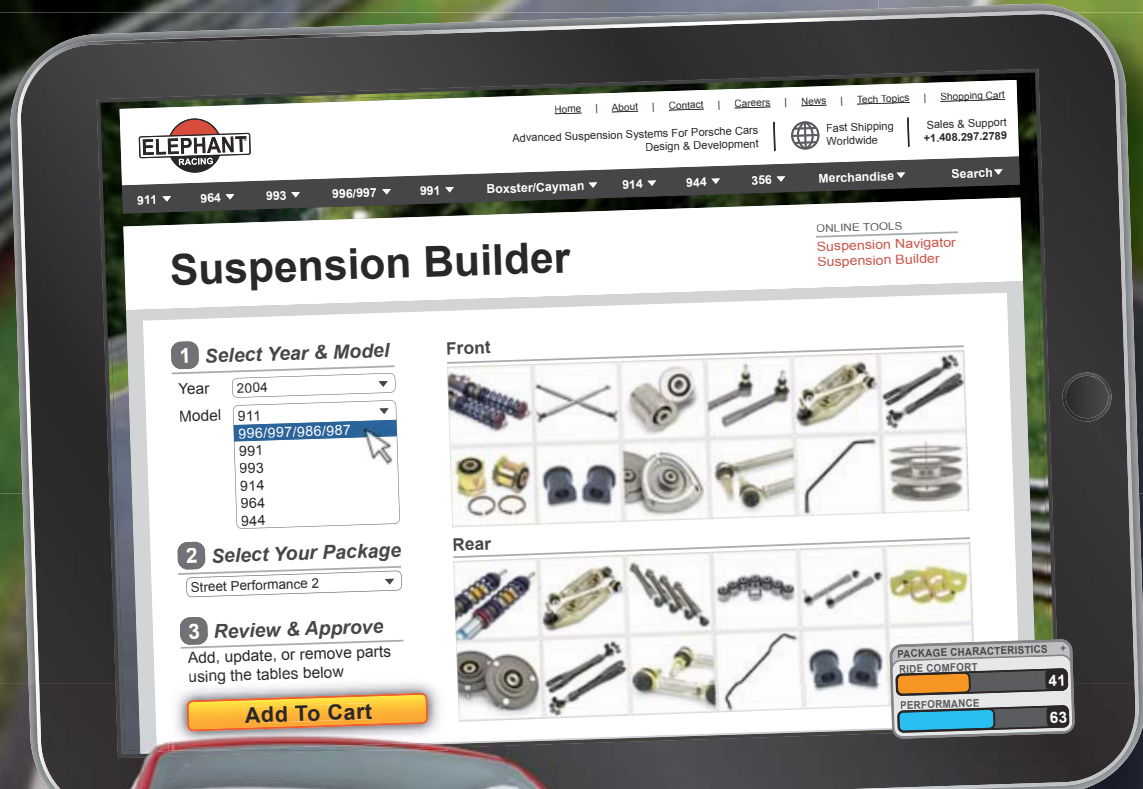 Home | About | Contact | Careers | News | Tech Topics | Shopping Cart
ELEPHANT
RACING
Advanced Suspension Systems For Porsche Cars
Design & Development
Fast Shipping
Worldwide
Sales & Support
+1.408.297.2789
911 964 993 996/997 991 Boxster/Cayman 914 944 356 Merchandise Search
Suspension Builder
ONLINE TOOLS
Suspension Navigator
Suspension Builder
1 Select Year & Model
Year 2004
Model 911
996/997/986/987
991
993
914
964
944
2 Select Your Package
Street Performance 2
3 Review & Approve
Add, update, or remove parts
using the tables below
Add To Cart
Front
Rear
PACKAGE CHARACTERISTICS +
RIDE COMFORT
41
PERFORMANCE
63